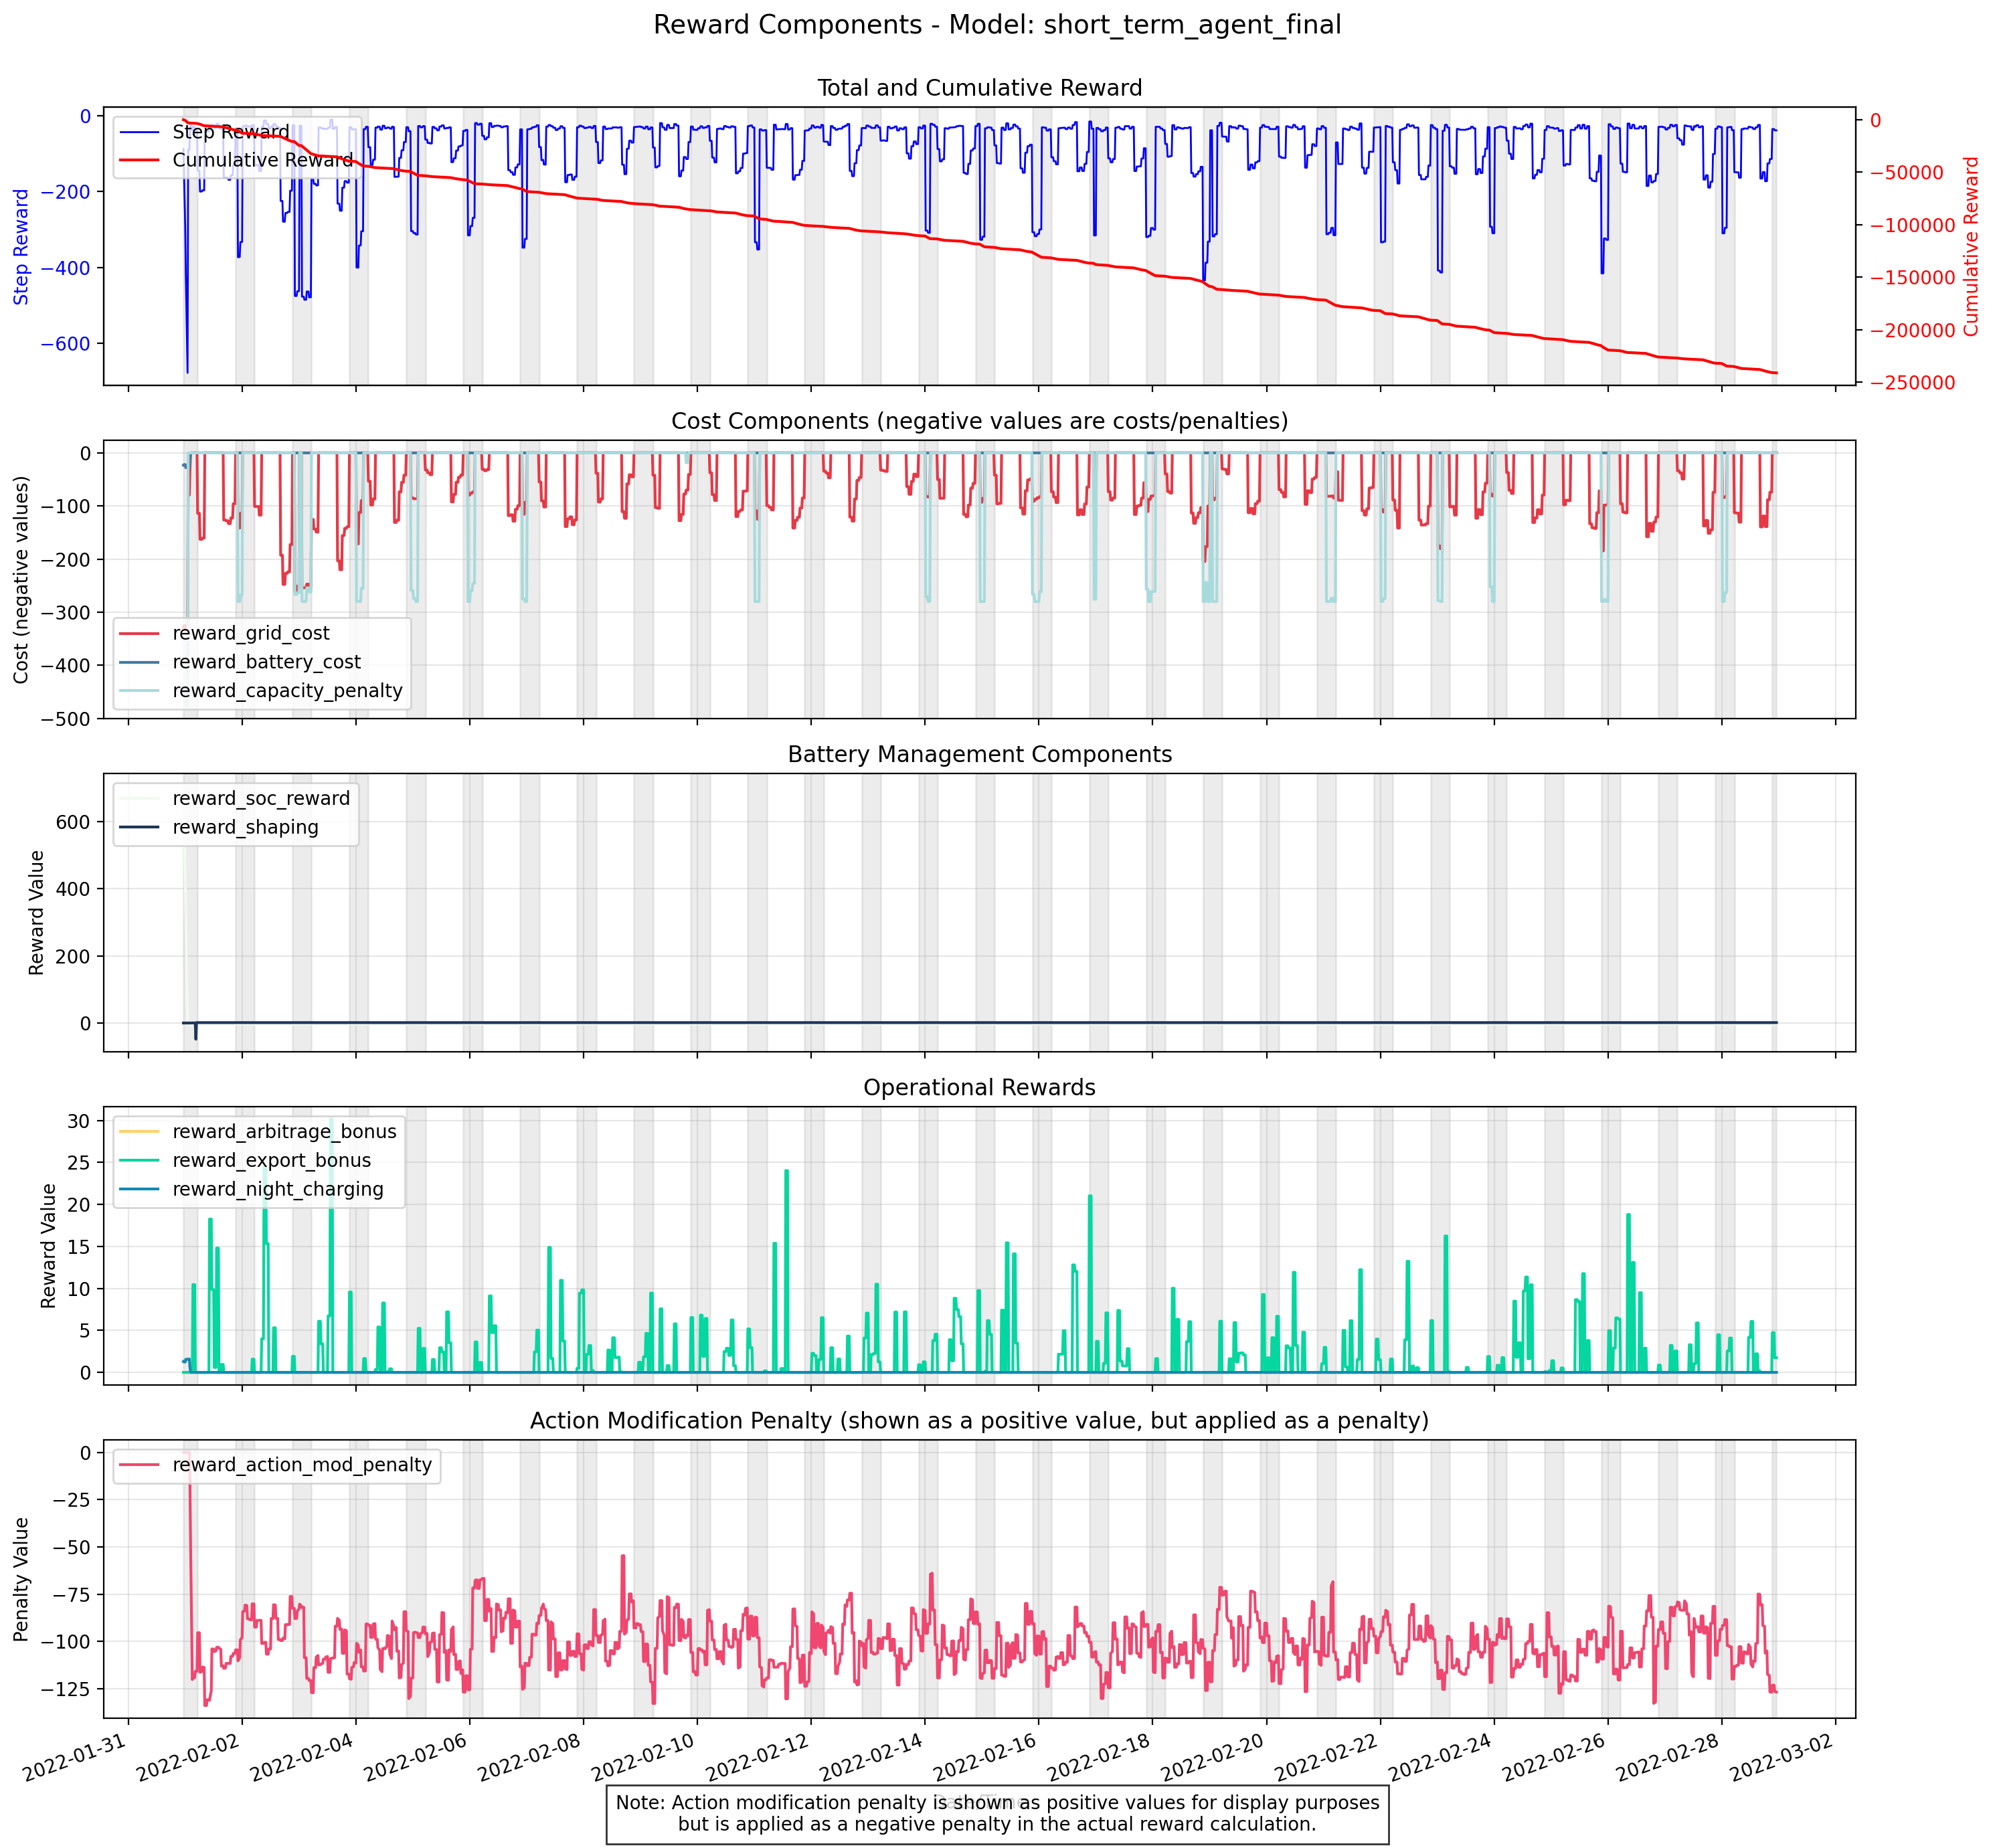 Reward Components - Model: short_term_agent_final
Total and Cumulative Reward
Step Reward
Cumulative Reward
0
−200
−400
−600
Step Reward
0
−50000
−100000
−150000
−200000
−250000
Cumulative Reward
Cost Components (negative values are costs/penalties)
0
−100
−200
−300
−400
−500
Cost (negative values)
reward_grid_cost
reward_battery_cost
reward_capacity_penalty
Battery Management Components
reward_soc_reward
reward_shaping
600
400
200
0
Reward Value
Operational Rewards
reward_arbitrage_bonus
reward_export_bonus
reward_night_charging
30
25
20
15
10
5
0
Reward Value
Action Modification Penalty (shown as a positive value, but applied as a penalty)
reward_action_mod_penalty
0
−25
−50
−75
−100
−125
Penalty Value
2022-01-31
2022-02-02
2022-02-04
2022-02-06
2022-02-08
2022-02-10
2022-02-12
2022-02-14
2022-02-16
2022-02-18
2022-02-20
2022-02-22
2022-02-24
2022-02-26
2022-02-28
2022-03-02
Note: Action modification penalty is shown as positive values for display purposes
but is applied as a negative penalty in the actual reward calculation.